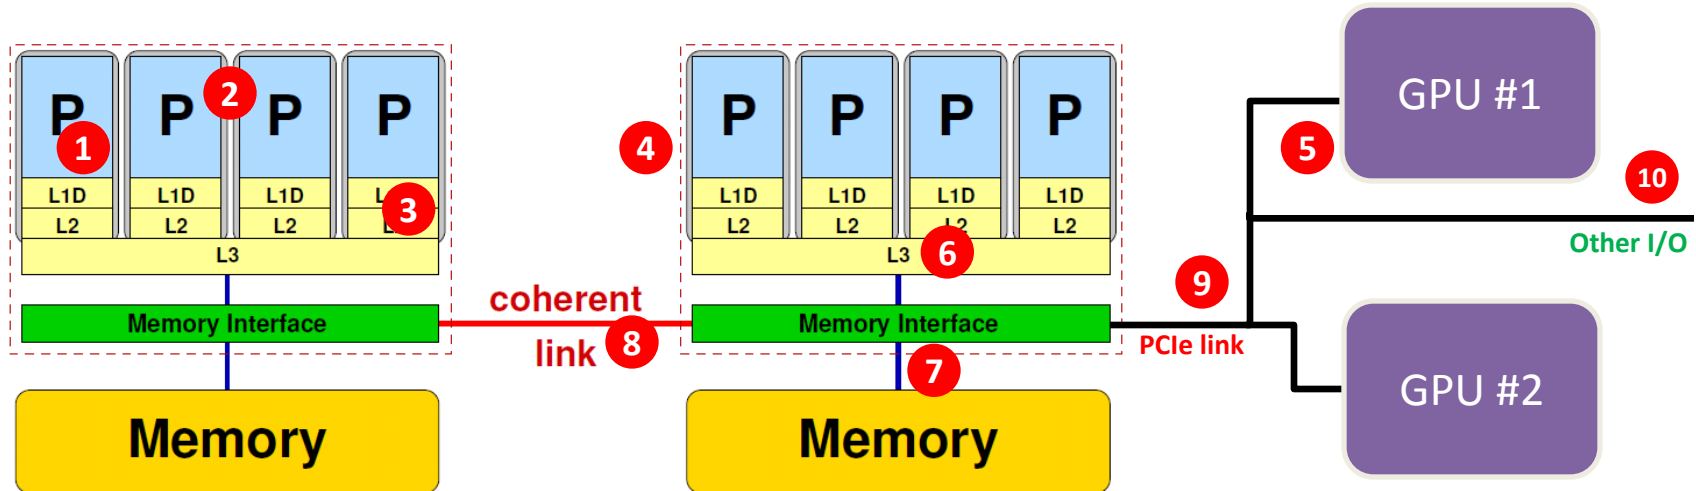 P P P P
1
2
L1D L1D L1D
3
L2 L2 L2
L3
Memory Interface
Memory
coherent
link
8
4
P P P P
L1D L1D L1D L1D
L2 L2 L2 L2
L3
6
Memory Interface
7
Memory
9
PCIe link
5
GPU #1
10
Other I/O
GPU #2